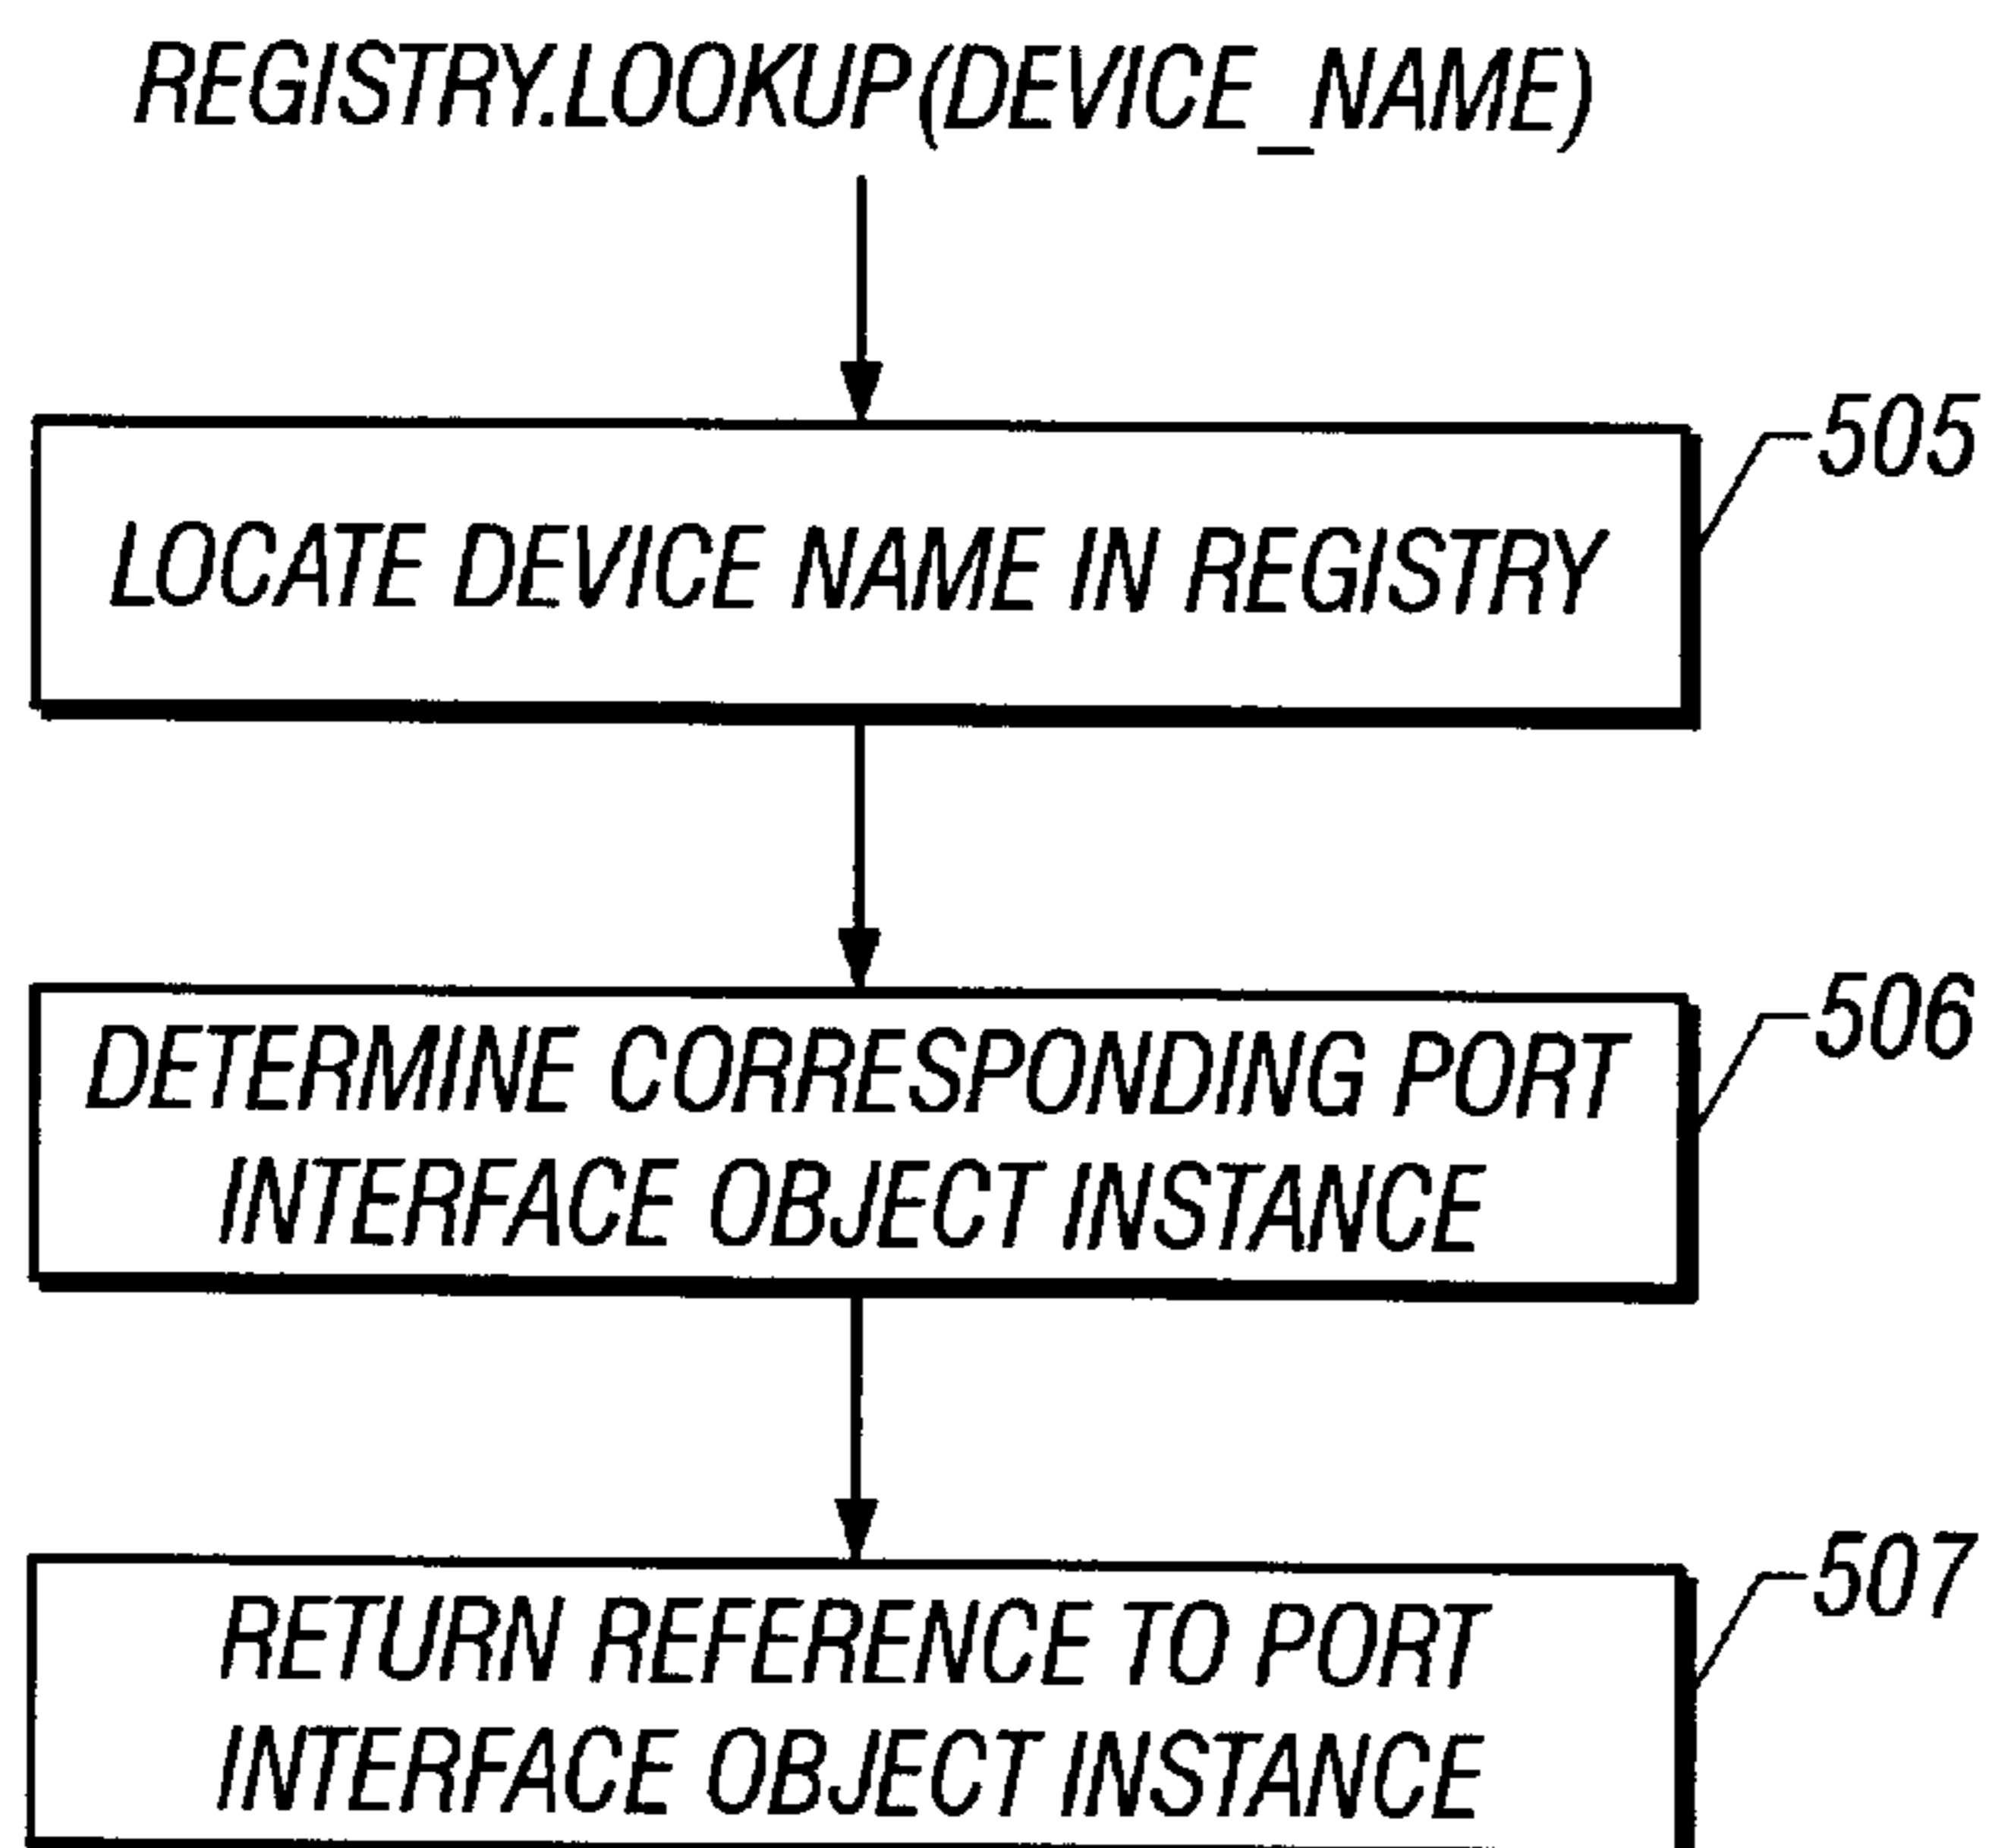 REGISTRY.LOOKUP(DEVICE_NAME)
505
LOCATE DEVICE NAME IN REGISTRY
506
DETERMINE CORRESPONDING PORT
INTERFACE OBJECT INSTANCE
507
RETURN REFERENCE TO PORT
INTERFACE OBJECT INSTANCE